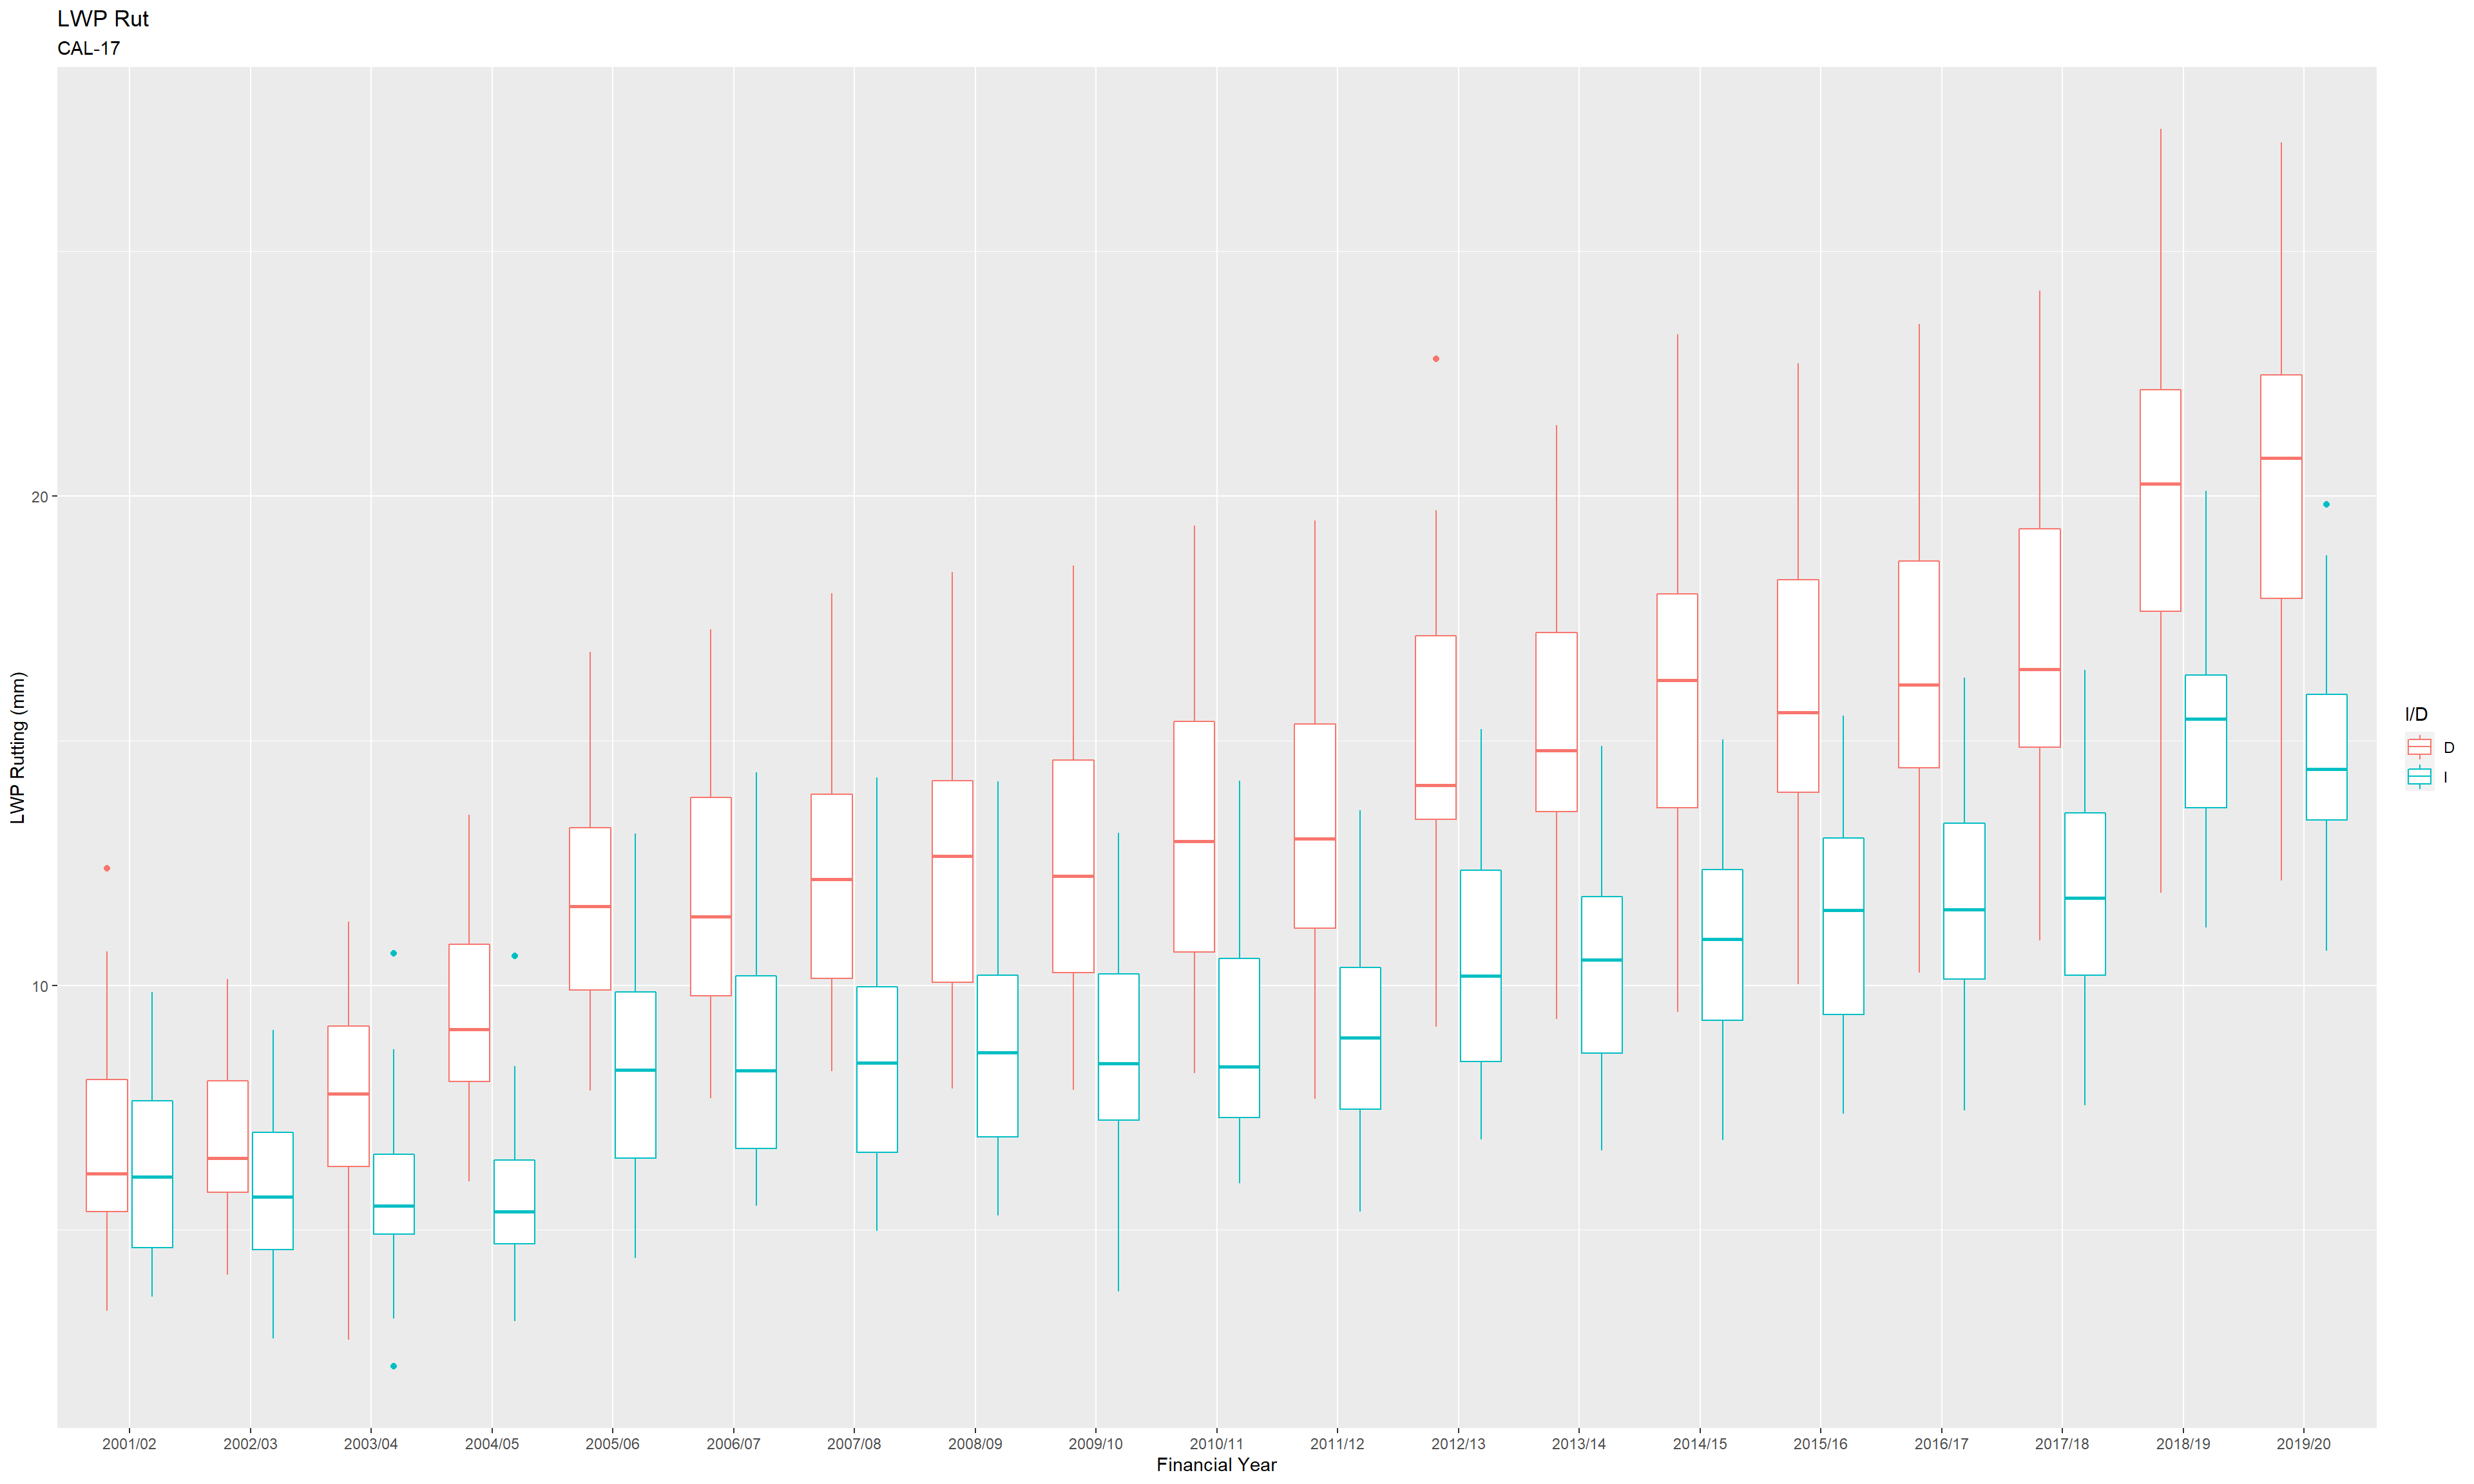 LWP Rut
CAL-17
LWP Rutting (mm)
20
10
2001/02 2002/03 2003/04 2004/05 2005/06 2006/07 2007/08 2008/09 2009/10 2010/11 2011/12 2012/13 2013/14 2014/15 2015/16 2016/17 2017/18 2018/19 2019/20
Financial Year
I/D
D
I